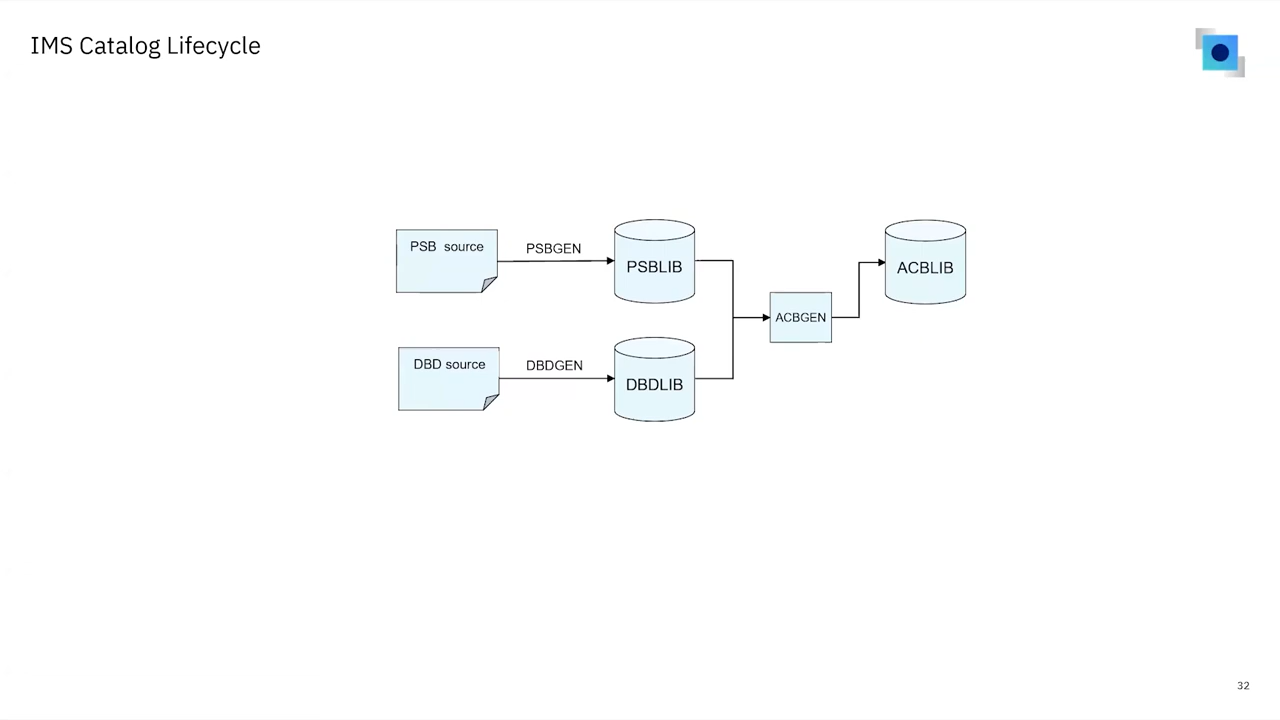 IMS Catalog Lifecycle
PSB source
PSBGEN
PSBLIB
ACBLIB
ACBGEN
DBD source
DBDGEN
DBDLIB
32